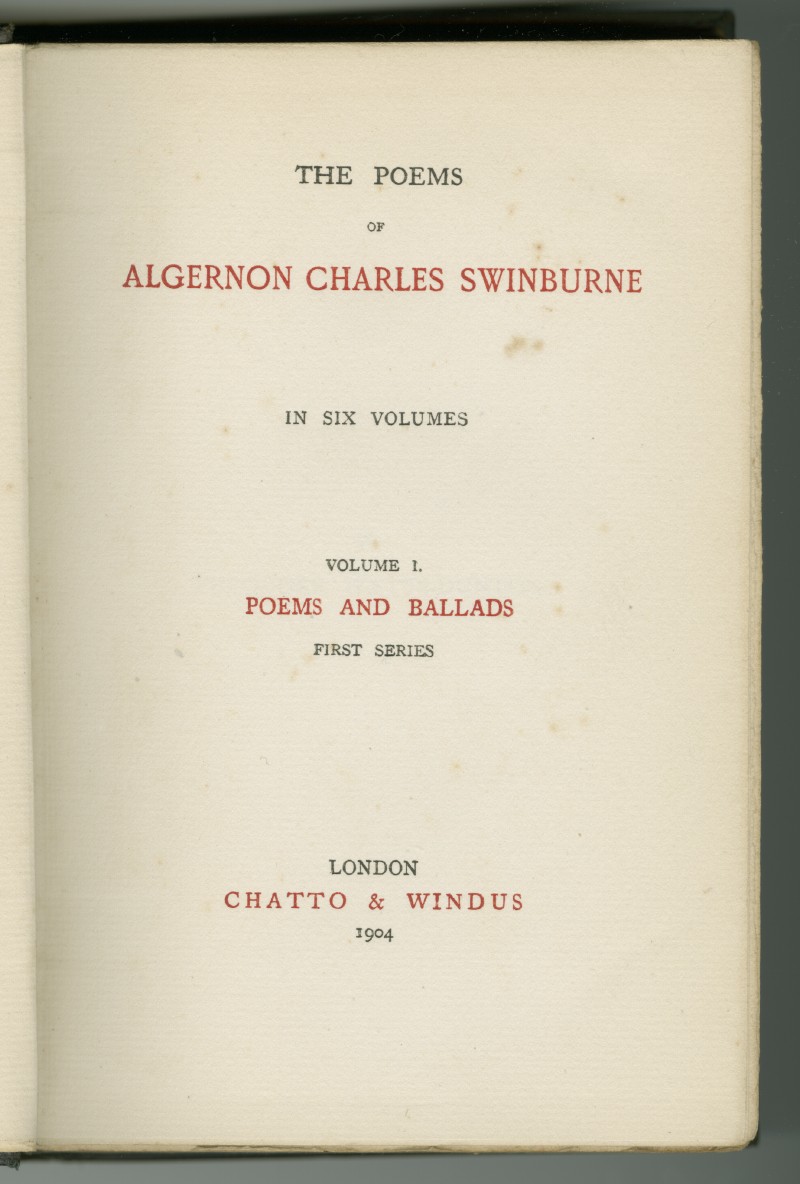 THE POEMS
OF
ALGERNON CHARLES SWINBURNE
IN SIX VOLUMES
VOLUME I.
POEMS AND BALLADS
FIRST SERIES
LONDON
CHATTO & WINDUS
1904